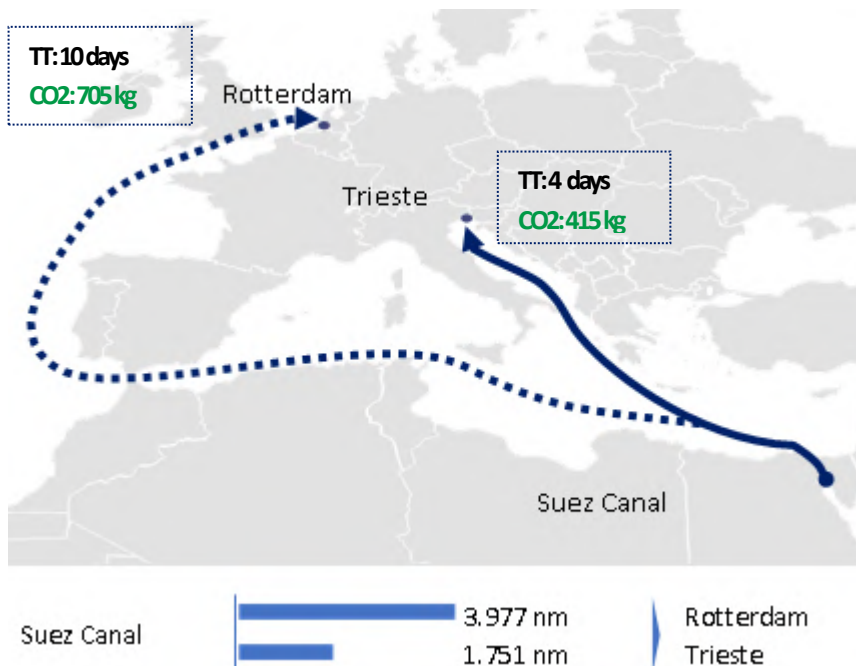 TT: 10 days
CO2: 705 kg
Rotterdam
Trieste
TT: 4 days
CO2: 415 kg
Suez Canal
Suez Canal
3.977 nm
Rotterdam
1.751 nm
Trieste